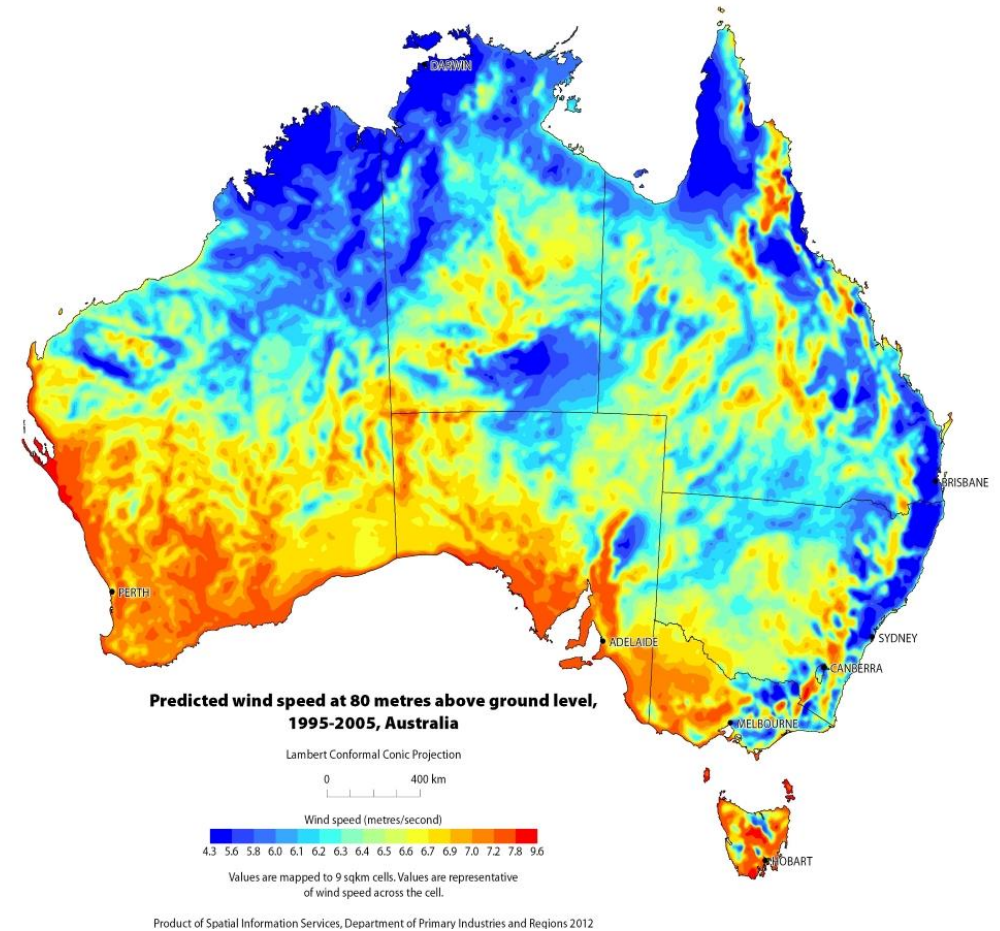 DARWIN
BRISBANE
PERTH
ADELAIDE
SYDNEY
CANBERRA
MELBOURNE
HOBART
Predicted wind speed at 80 metres above ground level,
1995-2005, Australia
Lambert Conformal Conic Projection
0 400 km
Wind speed (metres/second)
4.3 5.6 5.8 6.0 6.1 6.2 6.3 6.4 6.5 6.6 6.7 6.9 7.0 7.2 7.8 9.6
Values are mapped to 9 sqkm cells. Values are representative
of wind speed across the cell.
Product of Spatial Information Services, Department of Primary Industries and Regions 2012